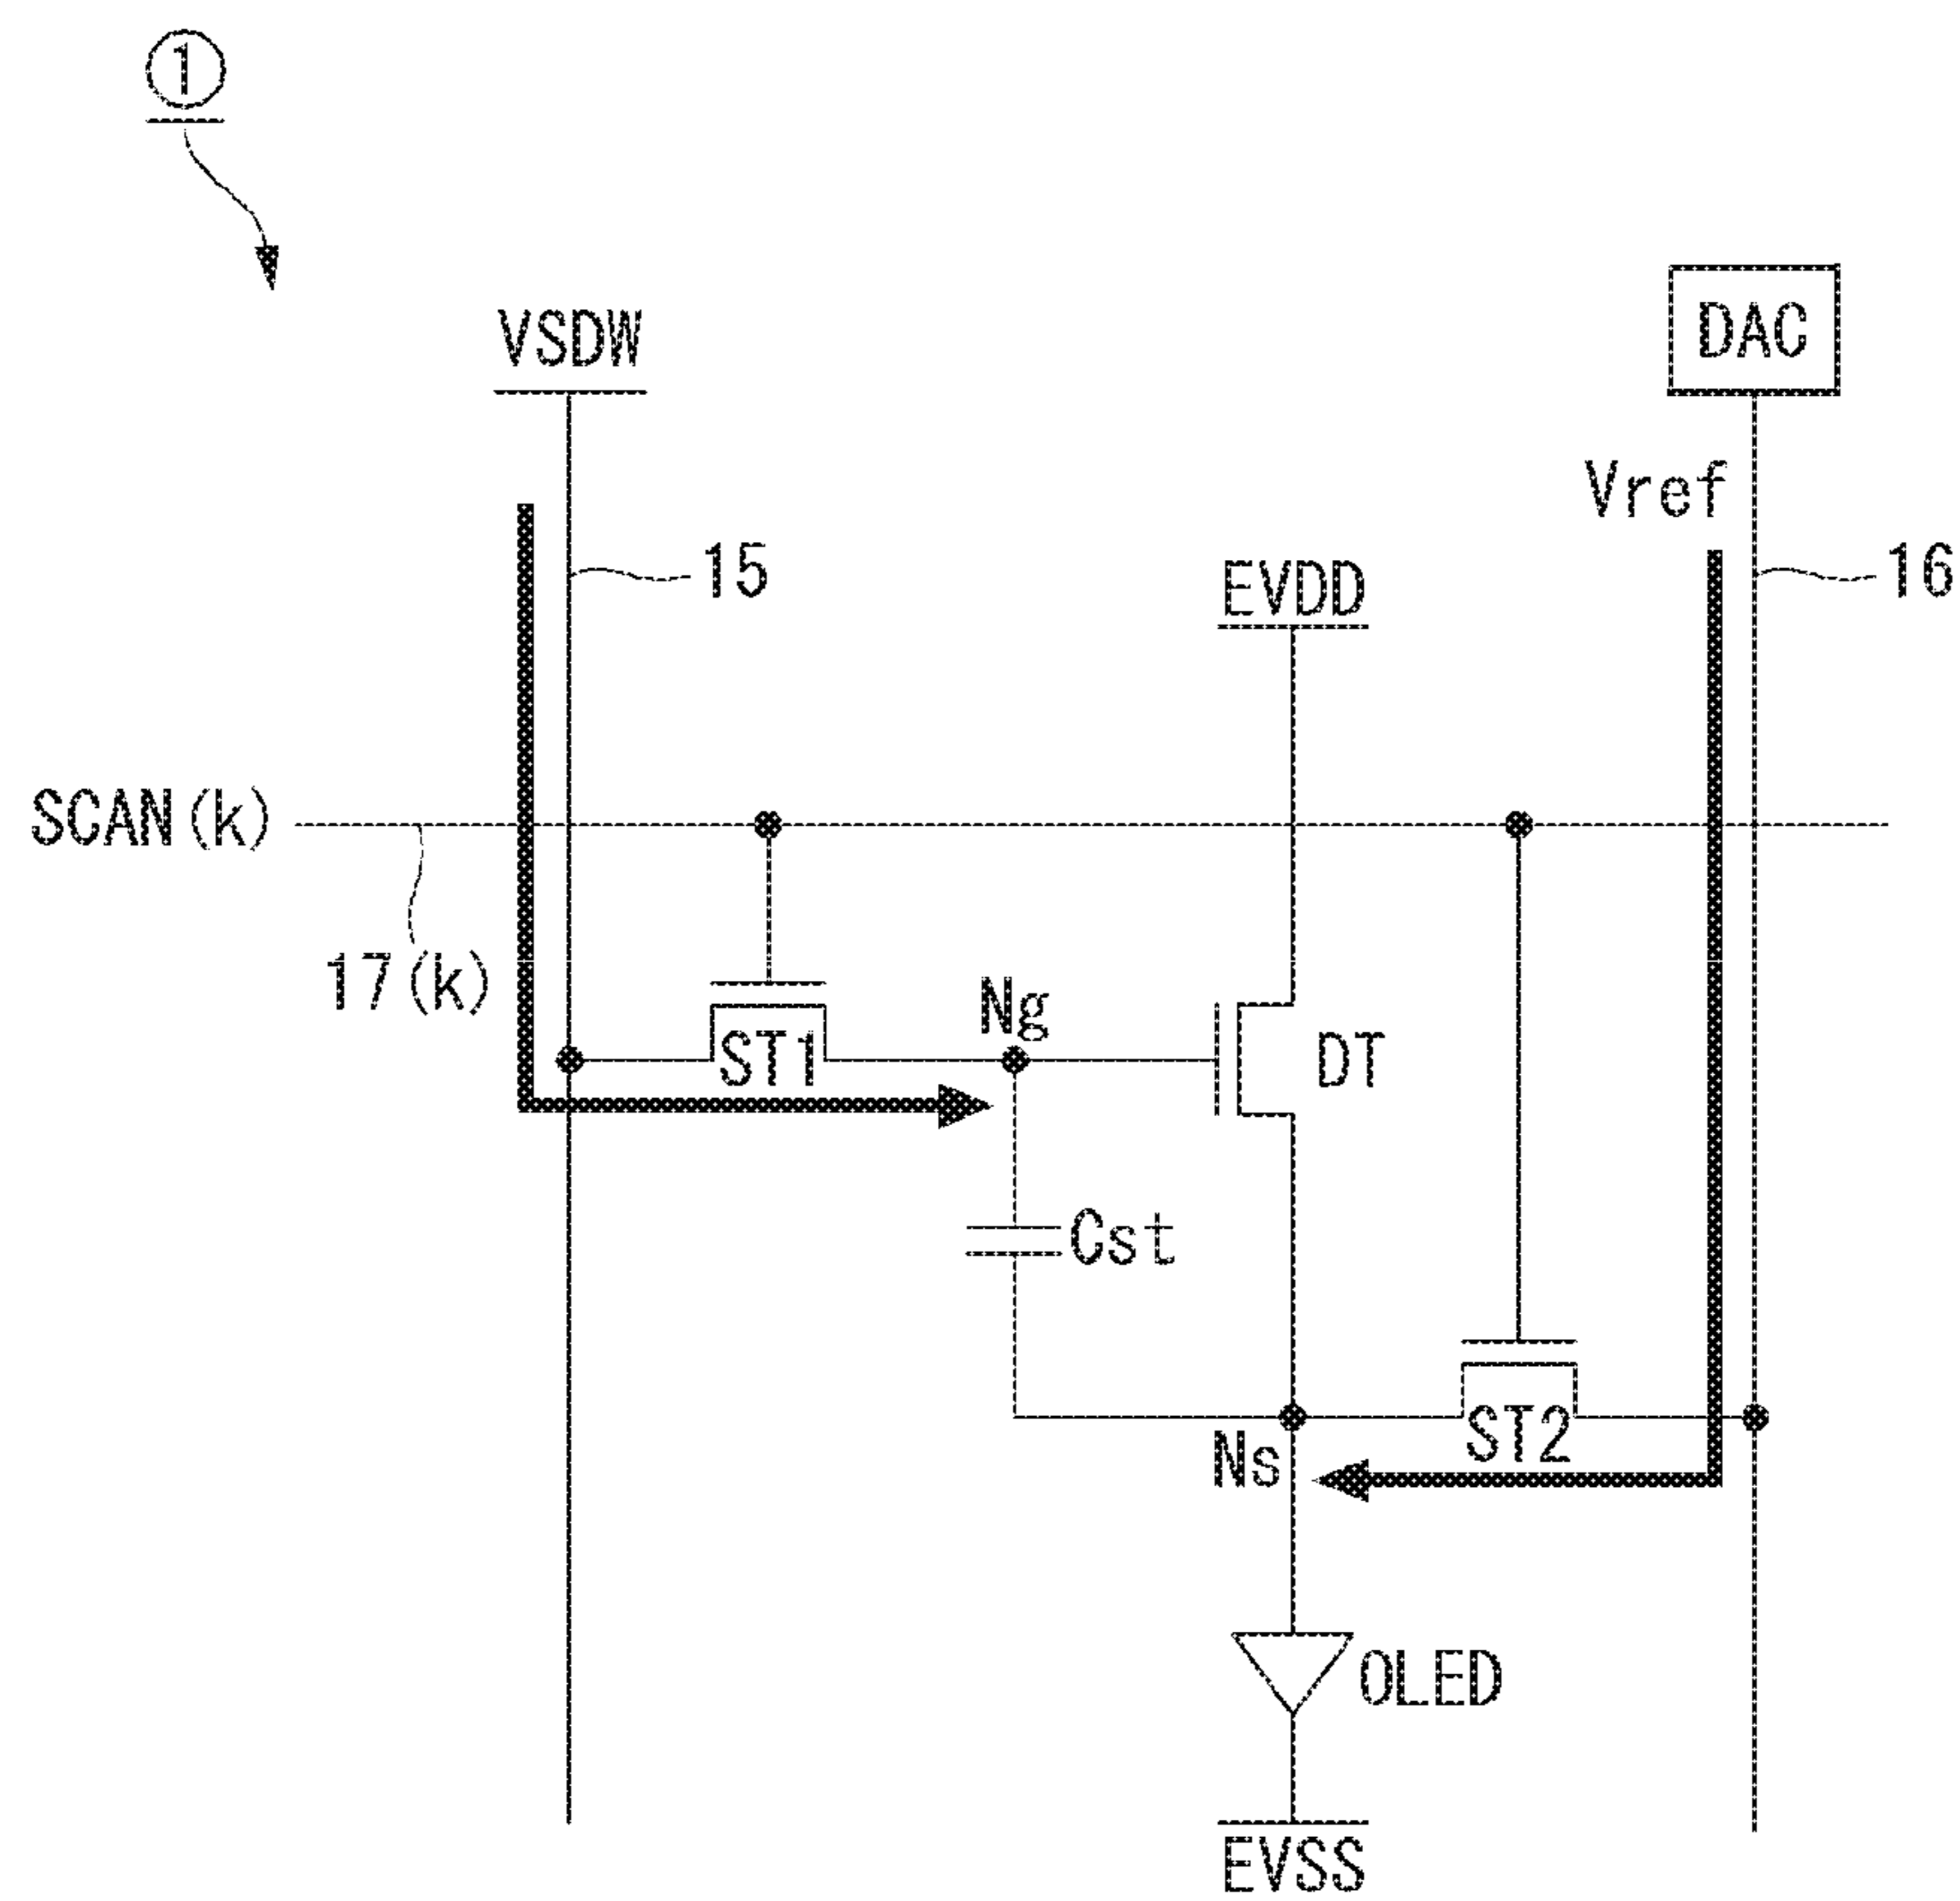 ①
VSDW
DAC
Vref
15
EVDD
16
SCAN(k)
17(k)
Ng
ST1
DT
Cst
ST2
Ns
OLED
EVSS